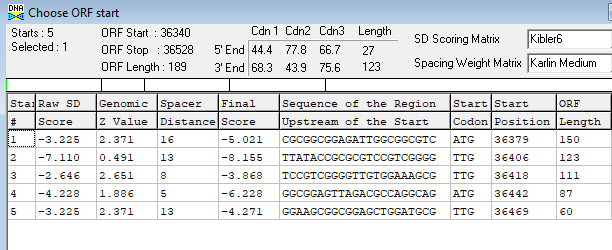 DNA Choose ORF start
Starts : 5 ORF Start : 36340 Cdn 1 Cdn2 Cdn3 Length SD Scoring Matrix Kibler6
Selected : 1 ORF Stop : 36528 5' End 44.4 77.8 66.7 27
ORF Length : 189 3' End 68.3 43.9 75.6 123 Spacing Weight Matrix Karlin Medium
Star Raw SD Genomic Spacer Final Sequence of the Region Start Start ORF
# Score Z Value Distance Score Upstream of the Start Codon Position Length
1 -3.225 2.371 16 -5.021 CGCGGCGGAGATTGGCGGCGTC ATG 36379 150
2 -7.110 0.491 13 -8.155 TTATACCGCGCGTCCGTCGGGG TTG 36406 123
3 -2.646 2.651 8 -3.868 TCCGTCGGGGTTGTGGAAAGCG TTG 36418 111
4 -4.228 1.886 5 -6.228 GGCGGAGTTAGACGCCAGGCAG ATG 36442 87
5 -3.225 2.371 13 -4.271 GGAAGCGGCGGAGCTGGATGCG TTG 36469 60